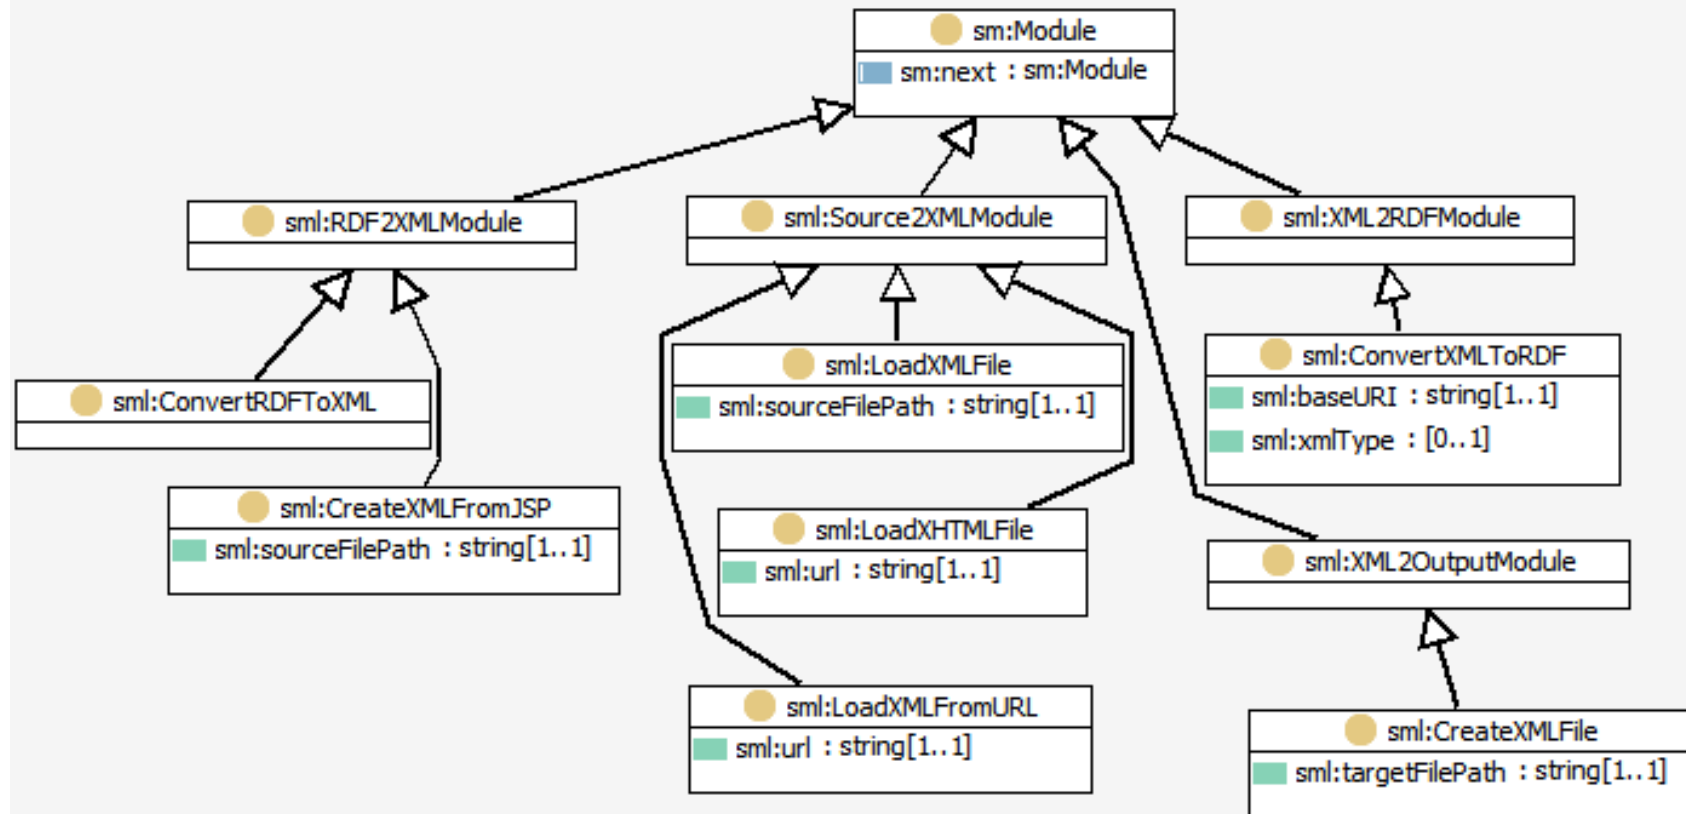 sm:Module
sm:next : sm:Module
sml:RDF2XMLModule
sml:Source2XMLModule
sml:XML2RDFModule
sml:ConvertRDFToXML
sml:LoadXMLFile
sml:sourceFilePath : string[1..1]
sml:ConvertXMLToRDF
sml:baseURI : string[1..1]
sml:xmlType : [0..1]
sml:CreateXMLFromJSP
sml:sourceFilePath : string[1..1]
sml:LoadXHTMLFile
sml:url : string[1..1]
sml:XML2OutputModule
sml:LoadXMLFromURL
sml:url : string[1..1]
sml:CreateXMLFile
sml:targetFilePath : string[1..1]